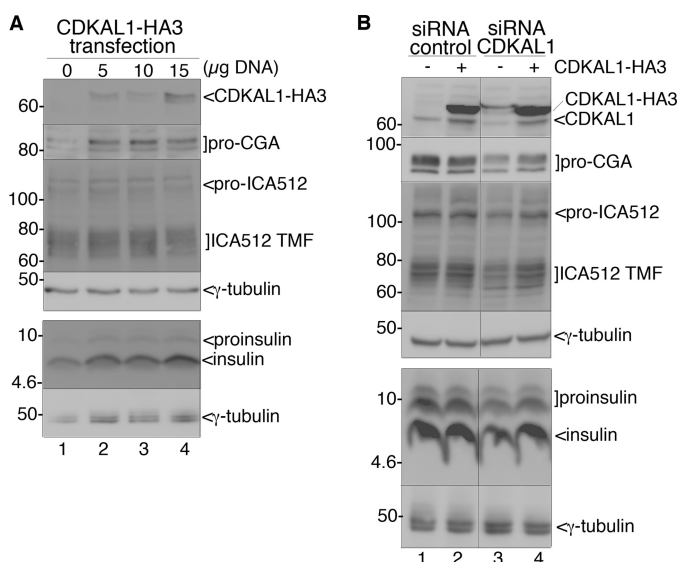 A
CDKAL1-HA3
transfection
0 5 10 15 (µg DNA)
60- <CDKAL1-HA3
80- ]pro-CGA
<pro-ICA512
100-
80- ]ICA512 TMF
60-
50- <γ-tubulin
10- <proinsulin
<insulin
4.6-
50- <γ-tubulin
1 2 3 4
B
siRNA control siRNA CDKAL1
- + - + CDKAL1-HA3
CDKAL1-HA3
60- <CDKAL1
100-
]pro-CGA
100- <pro-ICA512
80- ]ICA512 TMF
60-
50- <γ-tubulin
10- ]proinsulin
<insulin
4.6-
50- <γ-tubulin
1 2 3 4